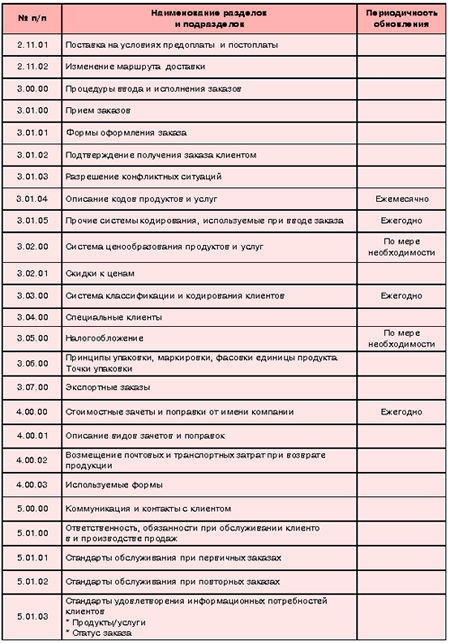 № п/п Наименование разделов Периодичность
и подразделов обновления
2.11.01 Поставка на условиях предоплаты и постоплаты
2.11.02 Изменение маршрута доставки
3.00.00 Процедуры ввода и исполнения заказов
3.01.00 Прием заказов
3.01.01 Формы оформления заказа
3.01.02 Подтверждение получения заказа клиентом
3.01.03 Разрешение конфликтных ситуаций
3.01.04 Описание кодов продуктов и услуг Ежемесячно
3.01.05 Прочие системы кодирования, используемые при вводе заказа Ежегодно
3.02.00 Система ценообразования продуктов и услуг По мере
необходимости
3.02.01 Скидки к ценам
3.03.00 Система классификации и кодирования клиентов Ежегодно
3.04.00 Специальные клиенты
3.05.00 Налогообложение По мере
необходимости
3.06.00 Принципы упаковки, маркировки, фасовки единицы продукта
Точки упаковки
3.07.00 Экспортные заказы
4.00.00 Стоимостные зачеты и поправки от имени компании Ежегодно
4.00.01 Описание видов зачетов и поправок
4.00.02 Возмещение почтовых и транспортных затрат при возврате
продукции
4.00.03 Используемые формы
5.00.00 Коммуникация и контакты с клиентом
5.01.00 Ответственность, обязанности при обслуживании клиенто
в и производстве продаж
5.01.01 Стандарты обслуживания при первичных заказах
5.01.02 Стандарты обслуживания при повторных заказах
5.01.03 Стандарты удовлетворения информационных потребностей
клиентов
* Продукты/услуги
* Статус заказа